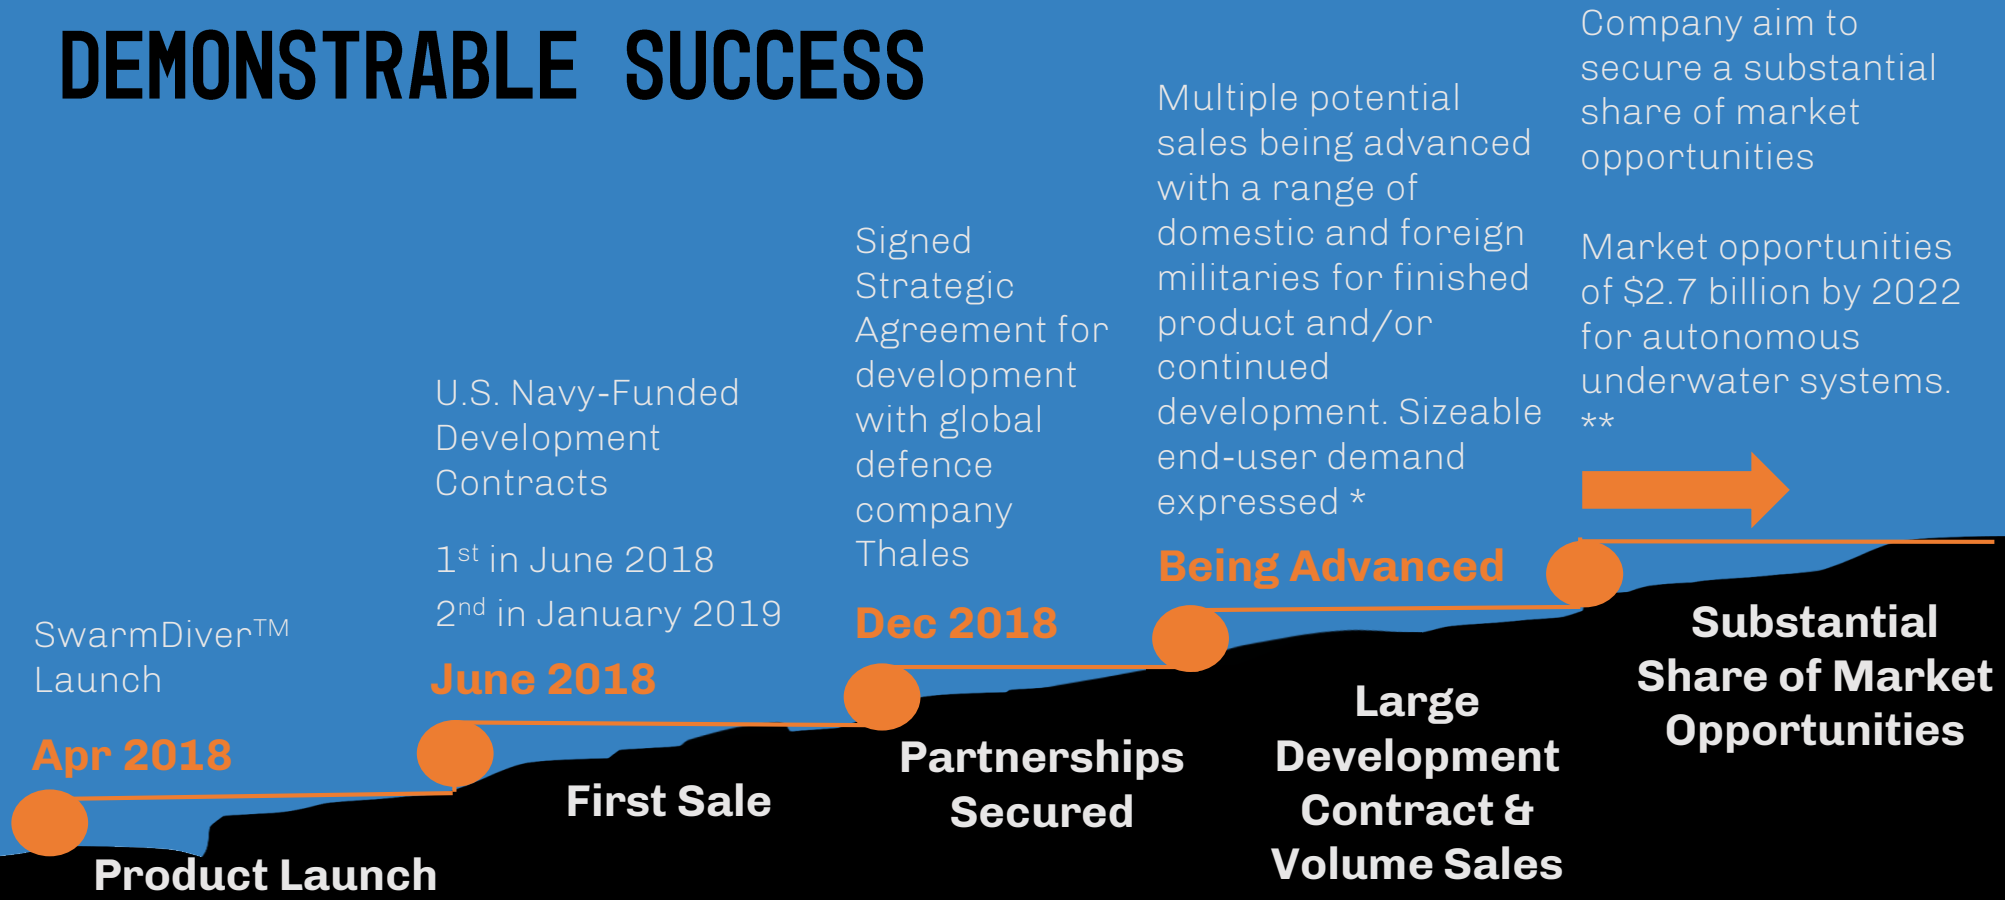 DEMONSTRABLE SUCCESS
SwarmDiver™
Launch
Apr 2018
Product Launch
U.S. Navy-Funded
Development
Contracts
1st in June 2018
2nd in January 2019
June 2018
First Sale
Signed
Strategic
Agreement for
development
with global
defence
company
Thales
Dec 2018
Partnerships
Secured
Multiple potential
sales being advanced
with a range of
domestic and foreign
militaries for finished
product and/or
continued
development. Sizeable
end-user demand
expressed *
Being Advanced
Large
Development
Contract &
Volume Sales
Company aim to
secure a substantial
share of market
opportunities
Market opportunities
of $2.7 billion by 2022
for autonomous
underwater systems.
**
Substantial
Share of Market
Opportunities